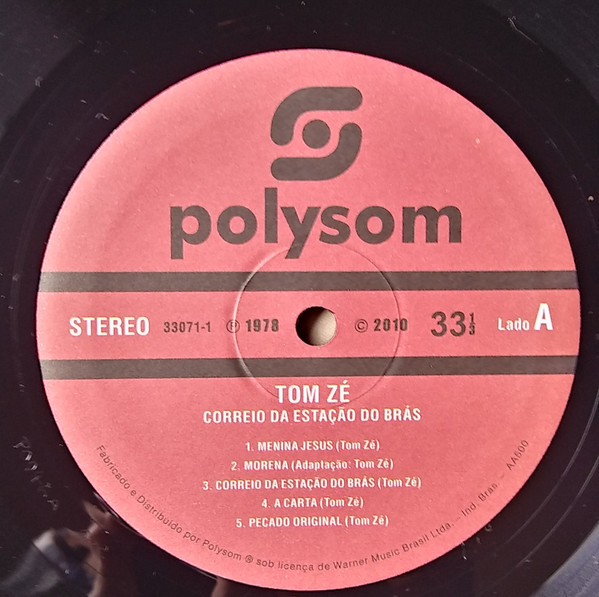 polysom
STEREO 33071-1 ℗ 1978 © 2010 33⅓ Lado A
TOM ZÉ
CORREIO DA ESTAÇÃO DO BRÁS
1. MENINA JESUS (Tom Zé)
2. MORENA (Adaptação: Tom Zé)
3. CORREIO DA ESTAÇÃO DO BRÁS (Tom Zé)
4. A CARTA (Tom Zé)
5. PECADO ORIGINAL (Tom Zé)
Fabricado e Distribuído por Polysom ® sob licença de Warner Music Brasil Ltda. – Ind. Bras. – AA600